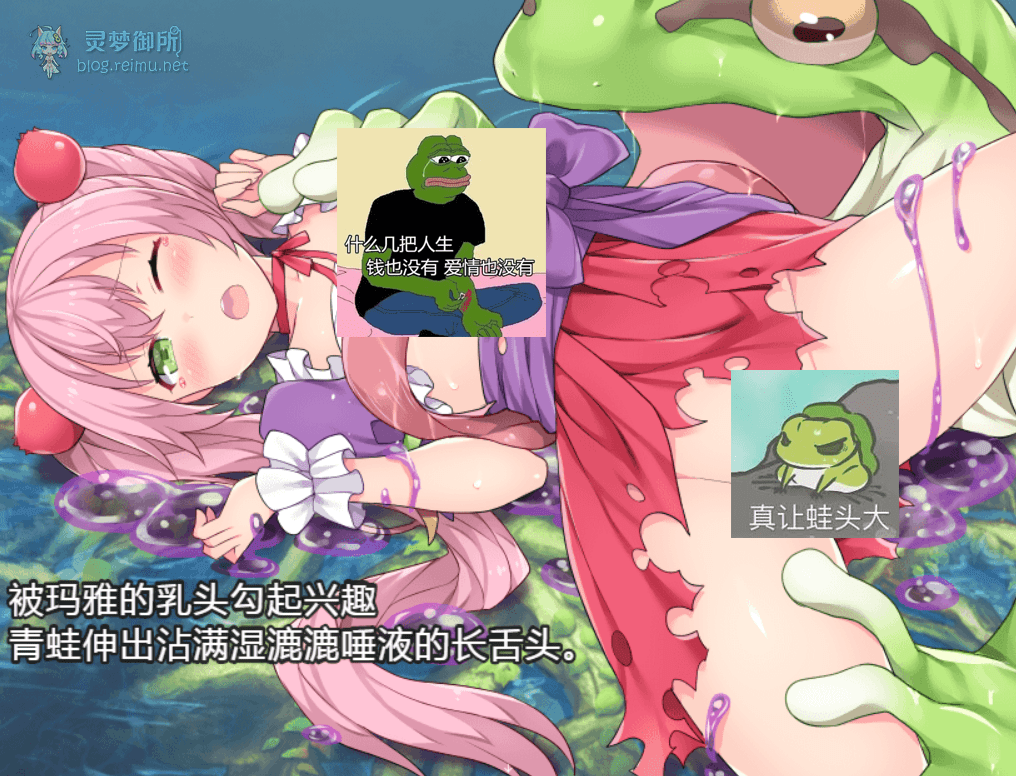 灵梦御所
blog.reimu.net
什么几把人生
钱也没有 爱情也没有
真让蛙头大
被玛雅的乳头勾起兴趣
青蛙伸出沾满湿漉漉唾液的长舌头。